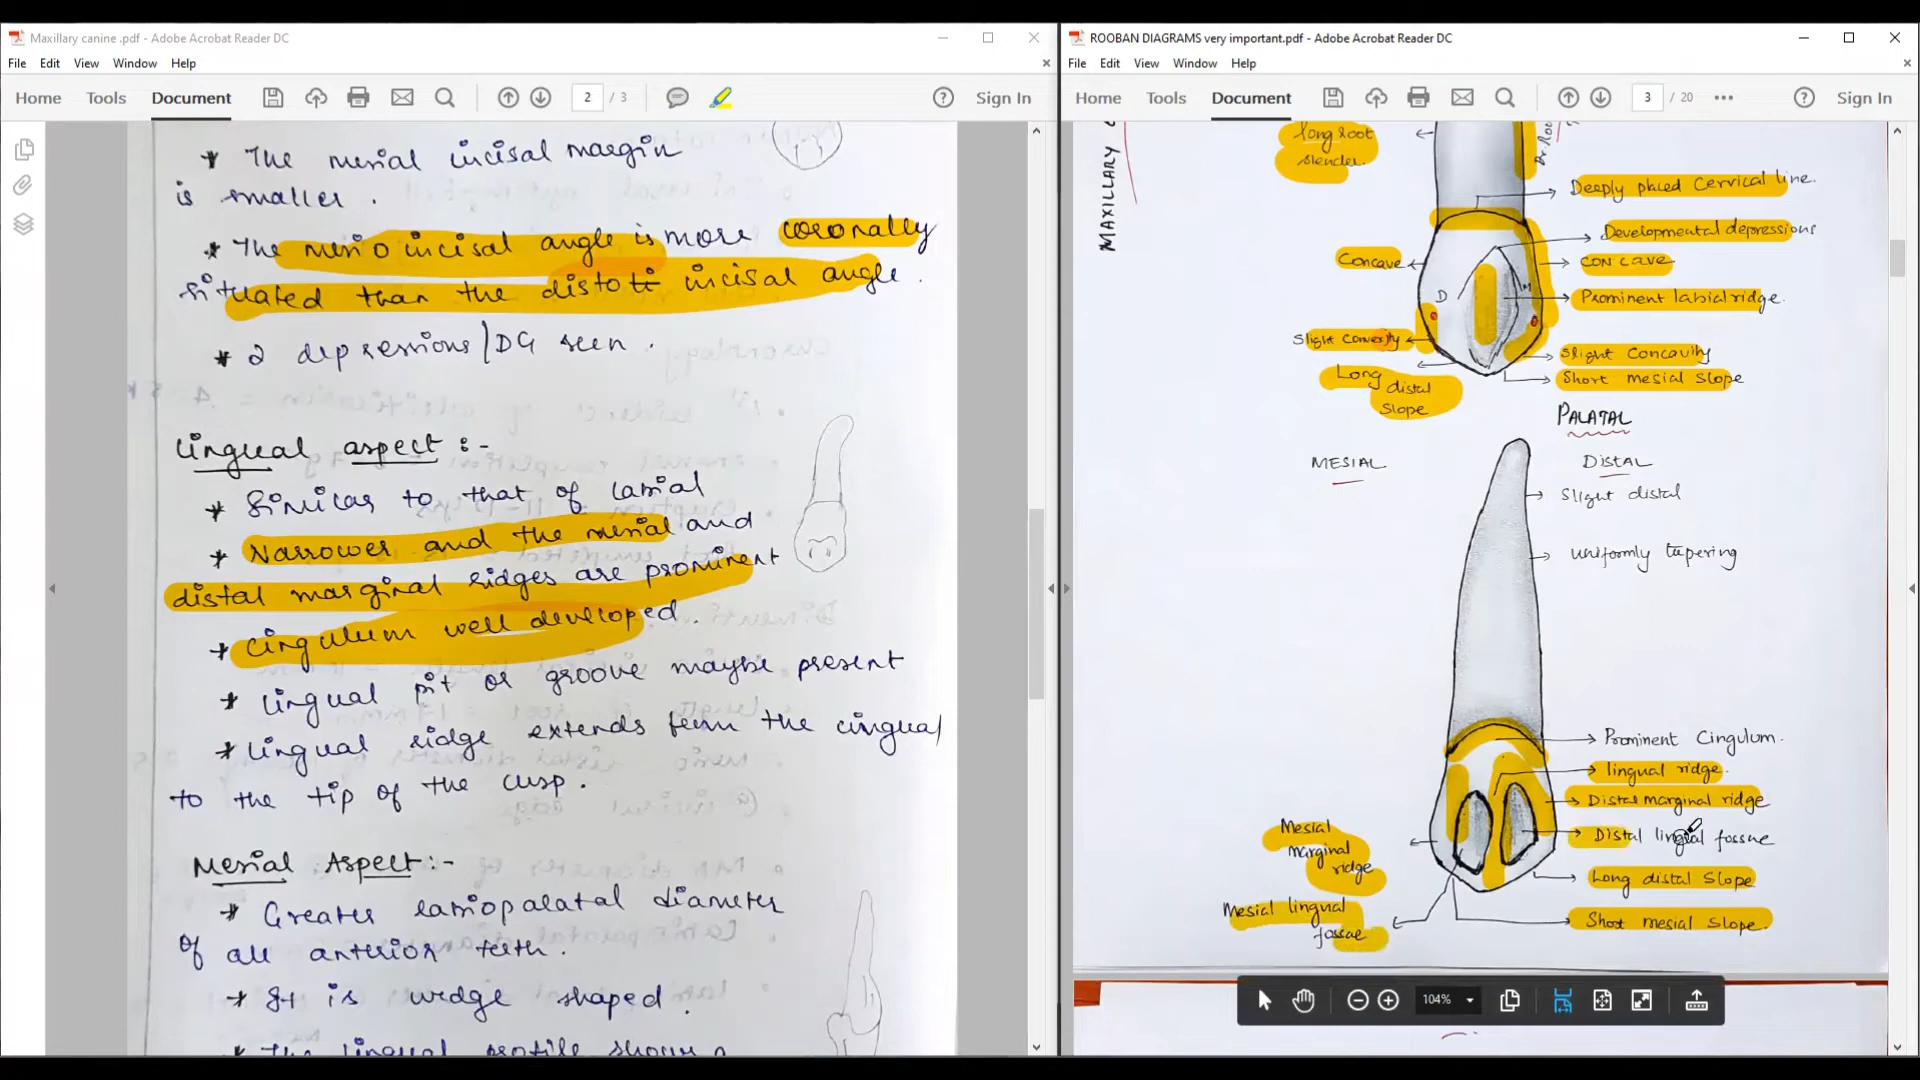 Maxillary canine .pdf - Adobe Acrobat Reader DC
File Edit View Window Help
Home Tools Document 2 / 3 Sign In
* The mesial incisal margin
is smaller .
* The mesio incisal angle is more coronally
situated than the disto incisal angle .
* 2 depressions/DG seen .
Lingual aspect :-
* Similar to that of labial
* Narrower and the mesial and
distal marginal ridges are prominent
* Cingulum well developed.
* Lingual pit or groove maybe present
* Lingual ridge extends from the cingual
to the tip of the cusp .
Mesial Aspect :-
* Greater labiopalatal diameter
of all anterior teeth .
* It is wedge shaped .
* The lingual profile shows a
ROOBAN DIAGRAMS very important.pdf - Adobe Acrobat Reader DC
File Edit View Window Help
Home Tools Document 3 / 20 Sign In
MAXILLARY
long root
slender.
Deeply placed Cervical line.
Developmental depressions
Concave
concave
D
M
Prominent labial ridge.
Slight convexity
Slight Concavity
Long distal
slope
Short mesial slope
PALATAL
MESIAL
DISTAL
Slight distal
uniformly tapering
Prominent Cingulum.
lingual ridge.
Distal marginal ridge
Mesial
marginal
ridge
Distal lingual fossae
Long distal Slope
Mesial lingual
fossae
Short mesial Slope.
104%